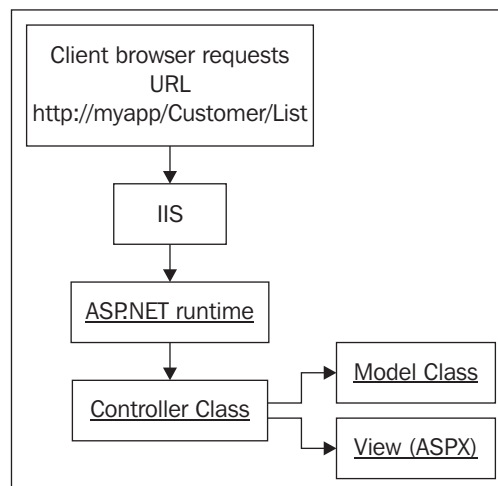 Client browser requests
URL
http://myapp/Customer/List
IIS
ASP.NET runtime
Controller Class
Model Class
View (ASPX)